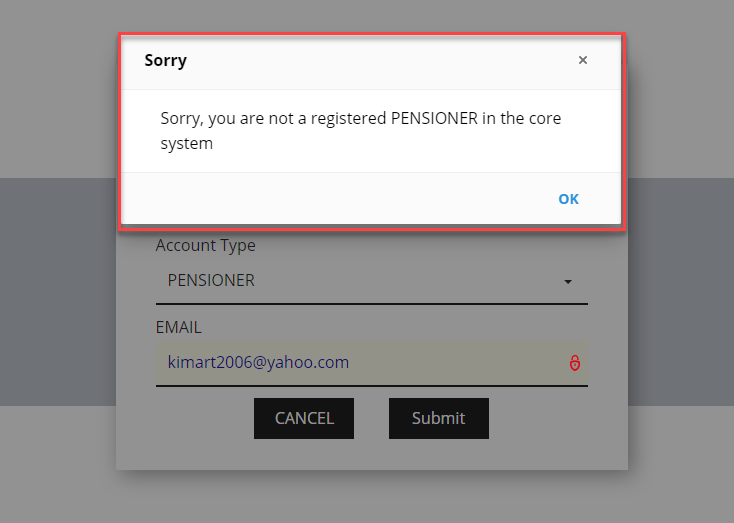 Sorry
×
Sorry, you are not a registered PENSIONER in the core
system
OK
Account Type
PENSIONER
EMAIL
kimart2006@yahoo.com
CANCEL Submit